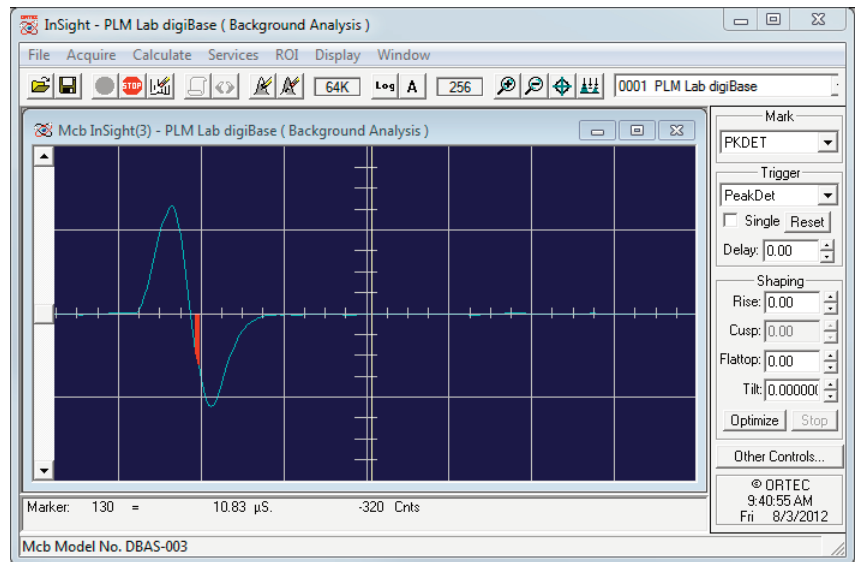 ORTEC
InSight - PLM Lab digiBase ( Background Analysis )
File Acquire Calculate Services ROI Display Window
STOP 64K Log A 256 0001 PLM Lab digiBase
Mcb InSight(3) - PLM Lab digiBase ( Background Analysis )
Mark
PKDET
Trigger
PeakDet
Single Reset
Delay: 0.00
Shaping
Rise: 0.00
Cusp: 0.00
Flattop: 0.00
Tilt: 0.00000(
Optimize Stop
Other Controls...
© ORTEC
9:40:55 AM
Fri 8/3/2012
Marker: 130 = 10.83 µS. -320 Cnts
Mcb Model No. DBAS-003